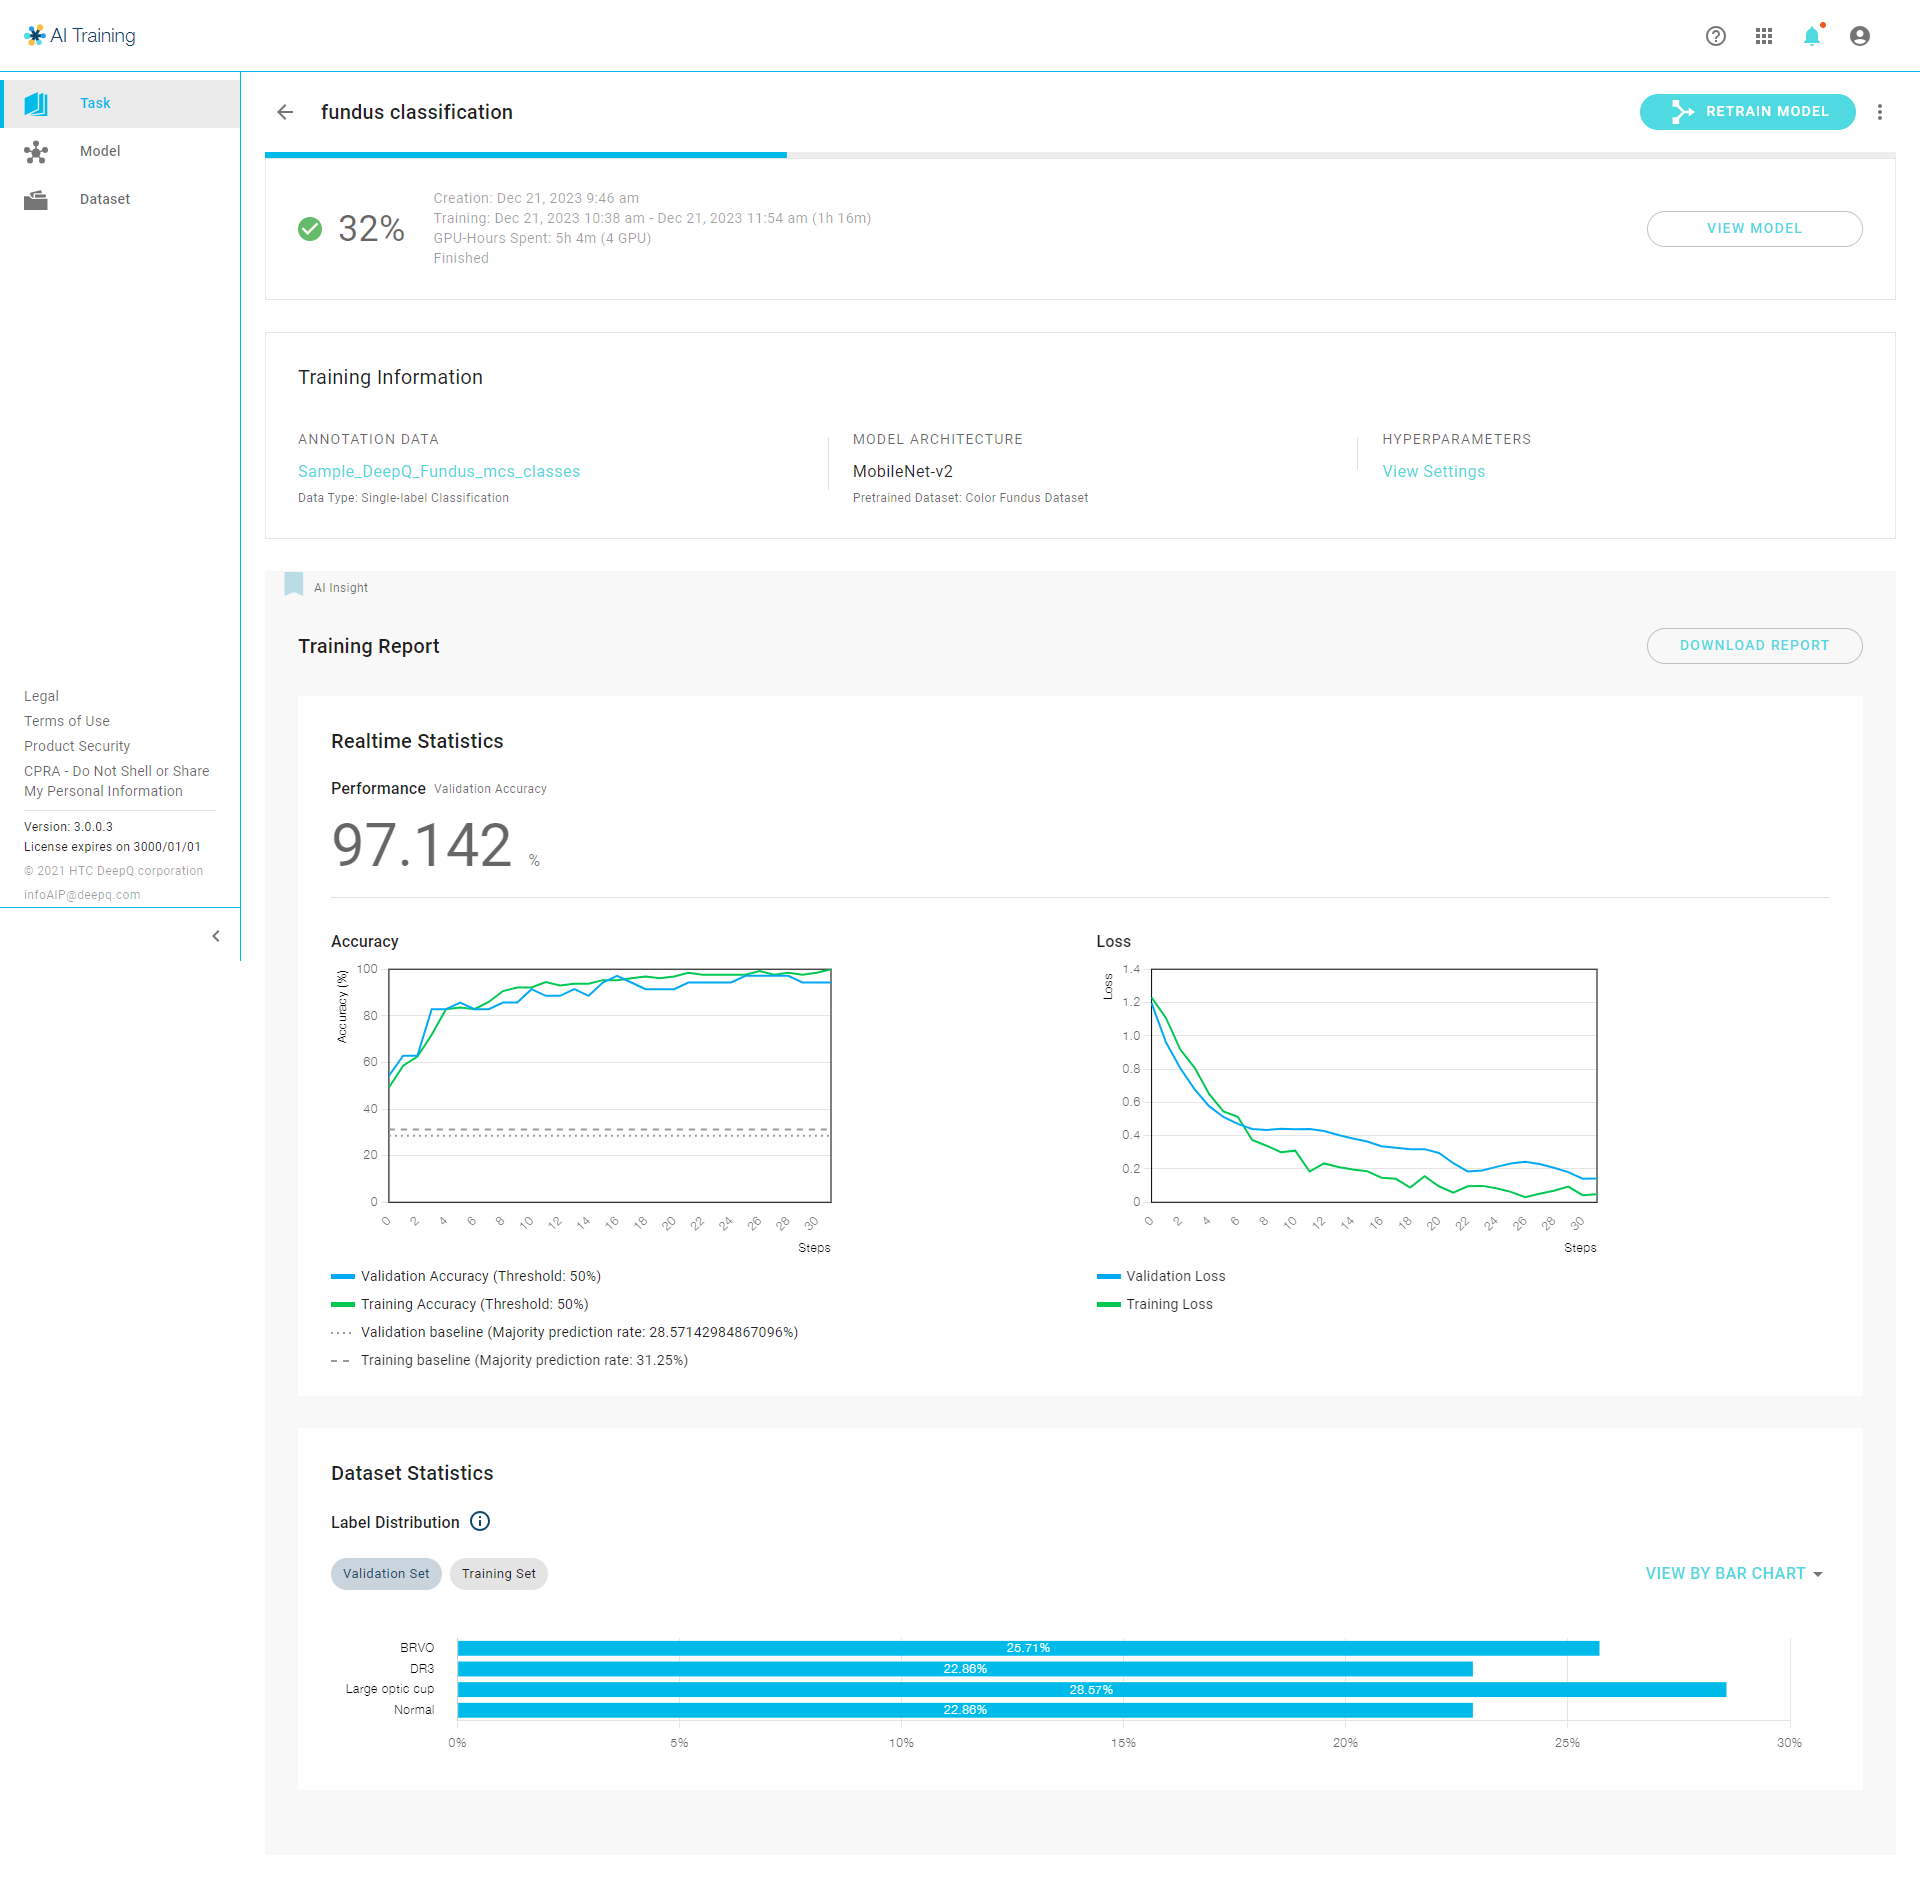 AI Training
Task
Model
Dataset
Legal
Terms of Use
Product Security
CPRA - Do Not Shell or Share
My Personal Information
Version: 3.0.0.3
License expires on 3000/01/01
© 2021 HTC DeepQ corporation
infoAIP@deepq.com
fundus classification
RETRAIN MODEL
32%
Creation: Dec 21, 2023 9:46 am
Training: Dec 21, 2023 10:38 am - Dec 21, 2023 11:54 am (1h 16m)
GPU-Hours Spent: 5h 4m (4 GPU)
Finished
VIEW MODEL
Training Information
ANNOTATION DATA
Sample_DeepQ_Fundus_mcs_classes
Data Type: Single-label Classification
MODEL ARCHITECTURE
MobileNet-v2
Pretrained Dataset: Color Fundus Dataset
HYPERPARAMETERS
View Settings
AI Insight
Training Report
DOWNLOAD REPORT
Realtime Statistics
Performance Validation Accuracy
97.142 %
Accuracy
Accuracy (%)
100
80
60
40
20
0
0 2 4 6 8 10 12 14 16 18 20 22 24 26 28 30
Steps
Validation Accuracy (Threshold: 50%)
Training Accuracy (Threshold: 50%)
Validation baseline (Majority prediction rate: 28.57142984867096%)
Training baseline (Majority prediction rate: 31.25%)
Loss
Loss
1.4
1.2
1.0
0.8
0.6
0.4
0.2
0
0 2 4 6 8 10 12 14 16 18 20 22 24 26 28 30
Steps
Validation Loss
Training Loss
Dataset Statistics
Label Distribution
Validation Set
Training Set
VIEW BY BAR CHART
BRVO 25.71%
DR3 22.86%
Large optic cup 28.57%
Normal 22.86%
0% 5% 10% 15% 20% 25% 30%